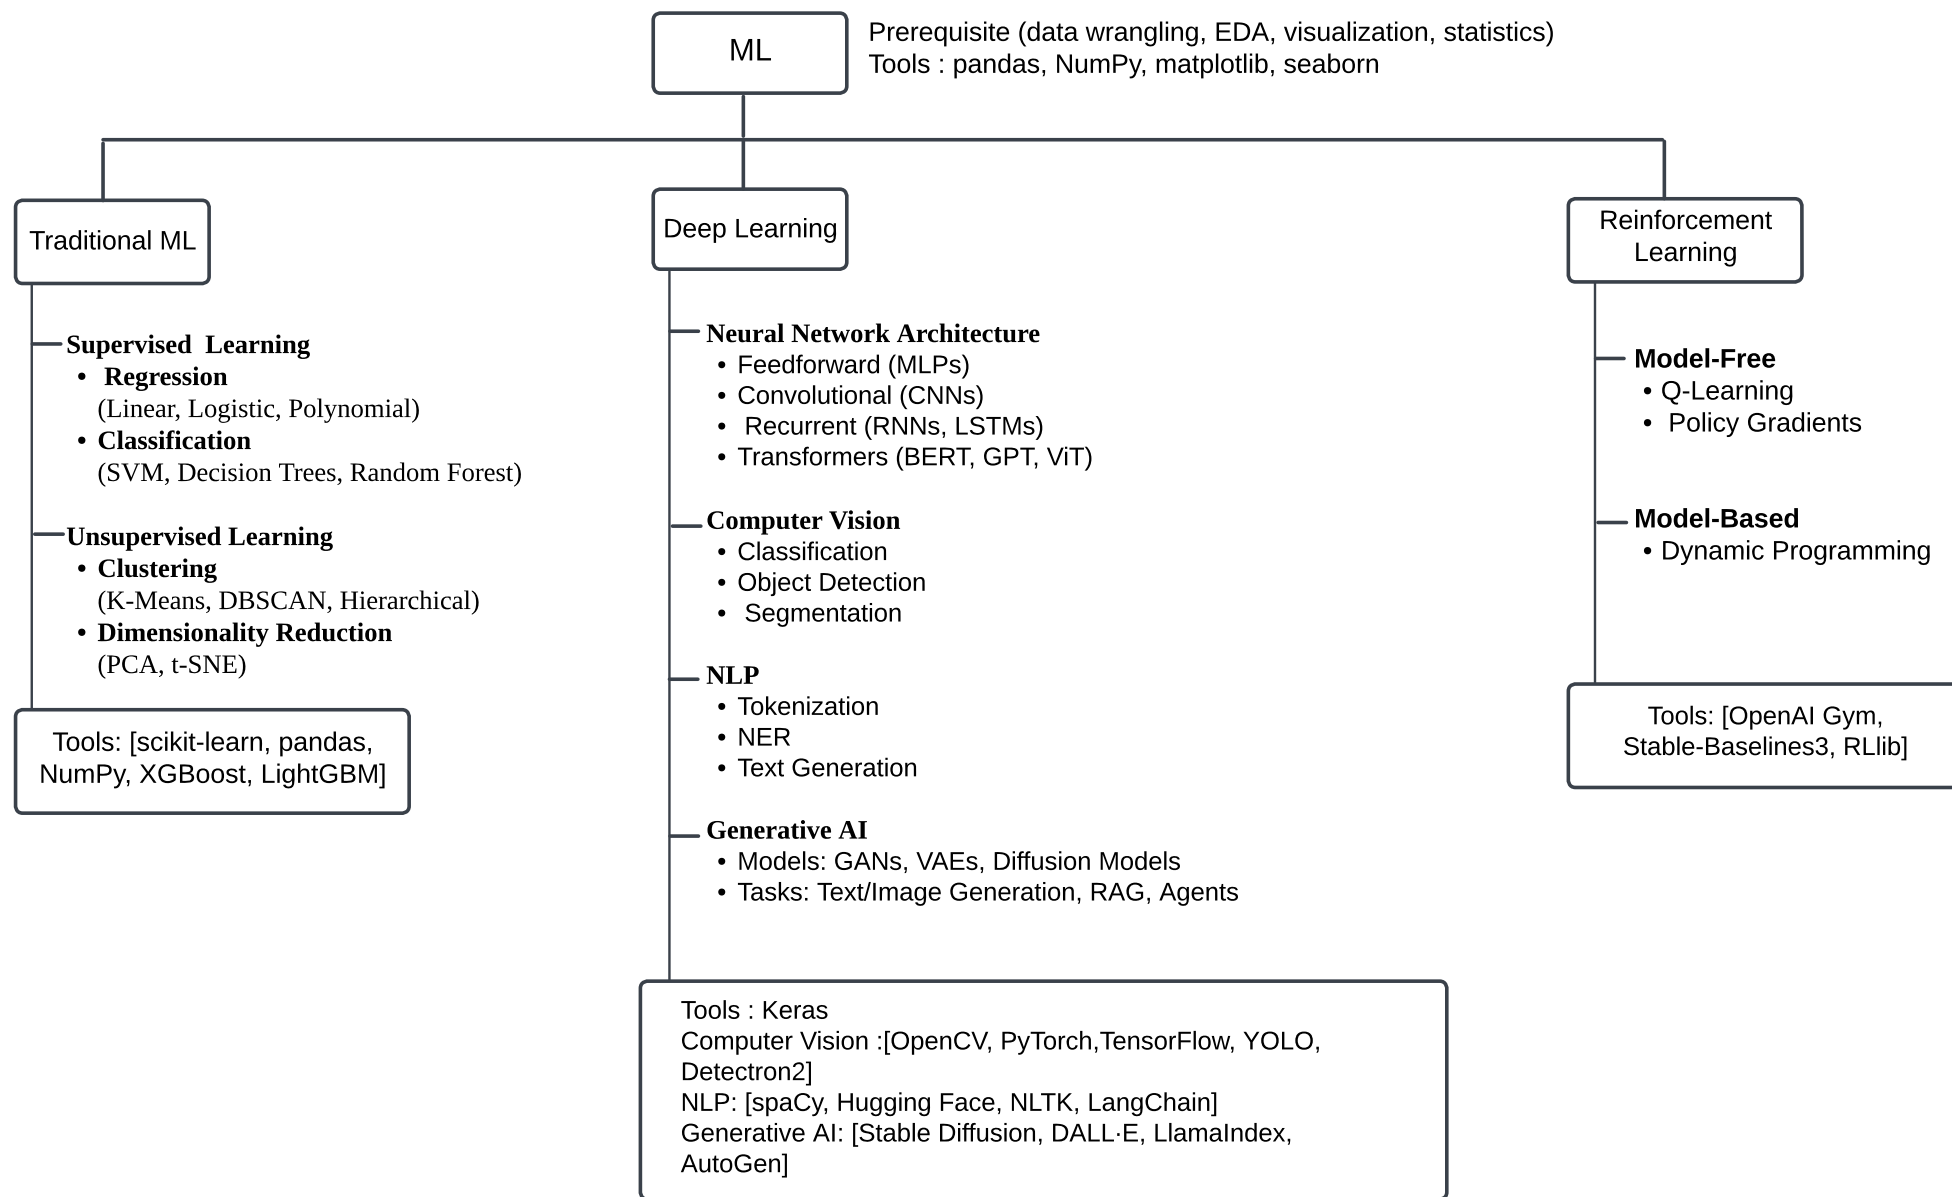 ML
Prerequisite (data wrangling, EDA, visualization, statistics)
Tools : pandas, NumPy, matplotlib, seaborn
Traditional ML
Supervised  Learning
• Regression
(Linear, Logistic, Polynomial)
• Classification
(SVM, Decision Trees, Random Forest)
Unsupervised Learning
• Clustering
(K-Means, DBSCAN, Hierarchical)
• Dimensionality Reduction
(PCA, t-SNE)
Tools: [scikit-learn, pandas,
NumPy, XGBoost, LightGBM]
Deep Learning
Neural Network Architecture
• Feedforward (MLPs)
• Convolutional (CNNs)
• Recurrent (RNNs, LSTMs)
• Transformers (BERT, GPT, ViT)
Computer Vision
• Classification
• Object Detection
• Segmentation
NLP
• Tokenization
• NER
• Text Generation
Generative AI
• Models: GANs, VAEs, Diffusion Models
• Tasks: Text/Image Generation, RAG, Agents
Tools : Keras
Computer Vision :[OpenCV, PyTorch,TensorFlow, YOLO,
Detectron2]
NLP: [spaCy, Hugging Face, NLTK, LangChain]
Generative AI: [Stable Diffusion, DALL·E, LlamaIndex,
AutoGen]
Reinforcement
Learning
Model-Free
• Q-Learning
• Policy Gradients
Model-Based
• Dynamic Programming
Tools: [OpenAI Gym,
Stable-Baselines3, RLlib]